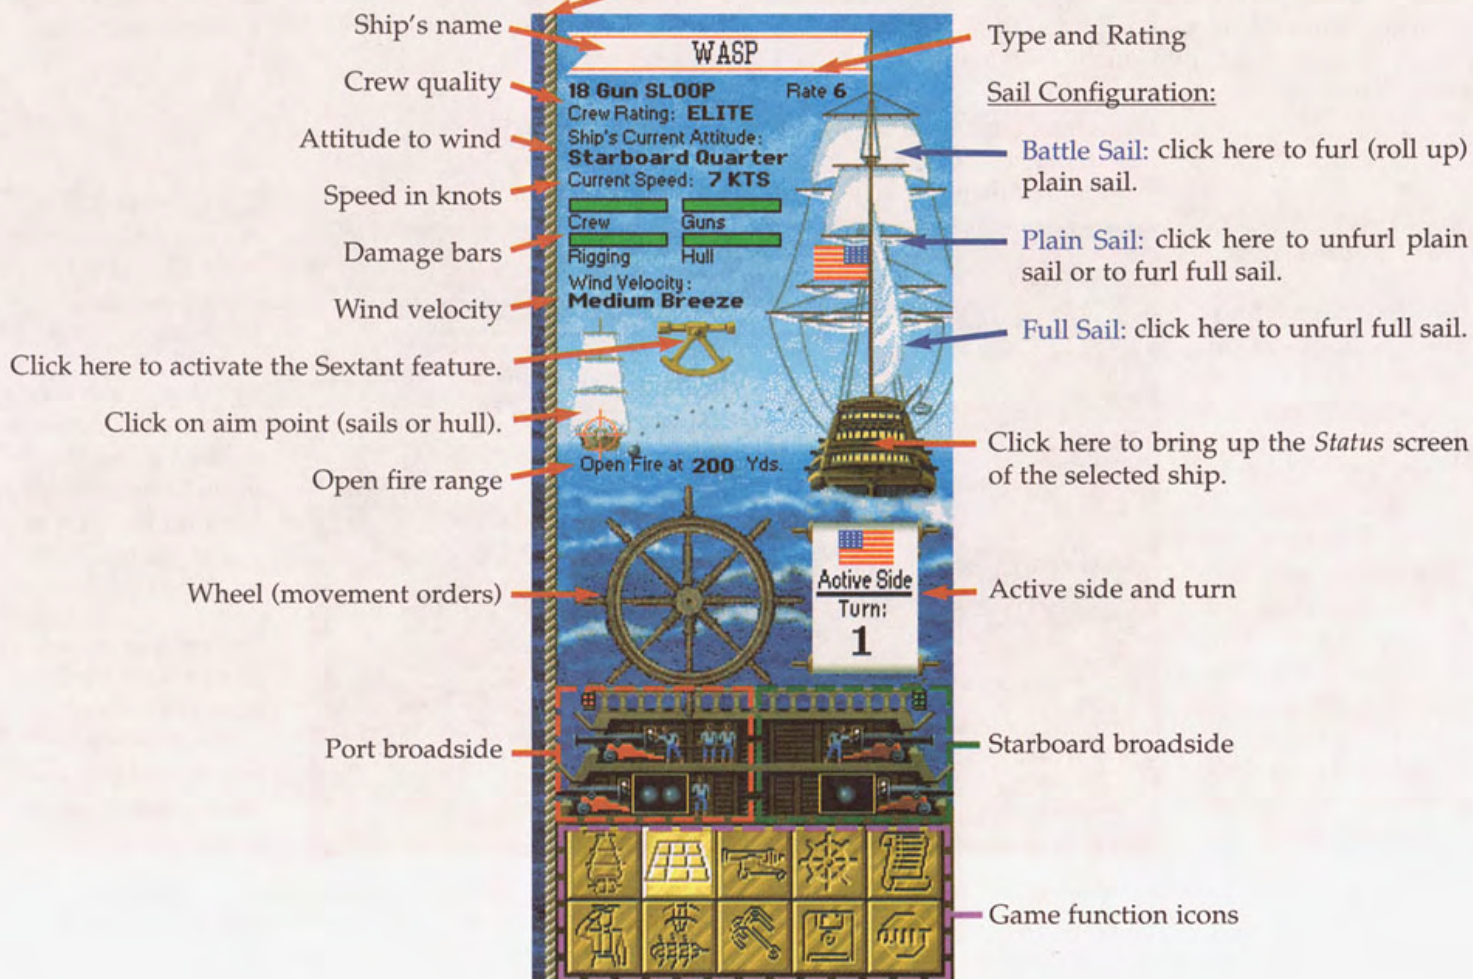 Ship's name
Crew quality
Attitude to wind
Speed in knots
Damage bars
Wind velocity
Click here to activate the Sextant feature.
Click on aim point (sails or hull).
Open fire range
Wheel (movement orders)
Port broadside
WASP
18 Gun SLOOP Rate 6
Crew Rating: ELITE
Ship's Current Attitude:
Starboard Quarter
Current Speed: 7 KTS
Crew Guns
Rigging Hull
Wind Velocity:
Medium Breeze
Open Fire at 200 Yds.
Active Side
Turn:
1
Turn
Type and Rating
Sail Configuration:
Battle Sail: click here to furl (roll up)
plain sail.
Plain Sail: click here to unfurl plain
sail or to furl full sail.
Full Sail: click here to unfurl full sail.
Click here to bring up the Status screen
of the selected ship.
Active side and turn
Starboard broadside
Game function icons